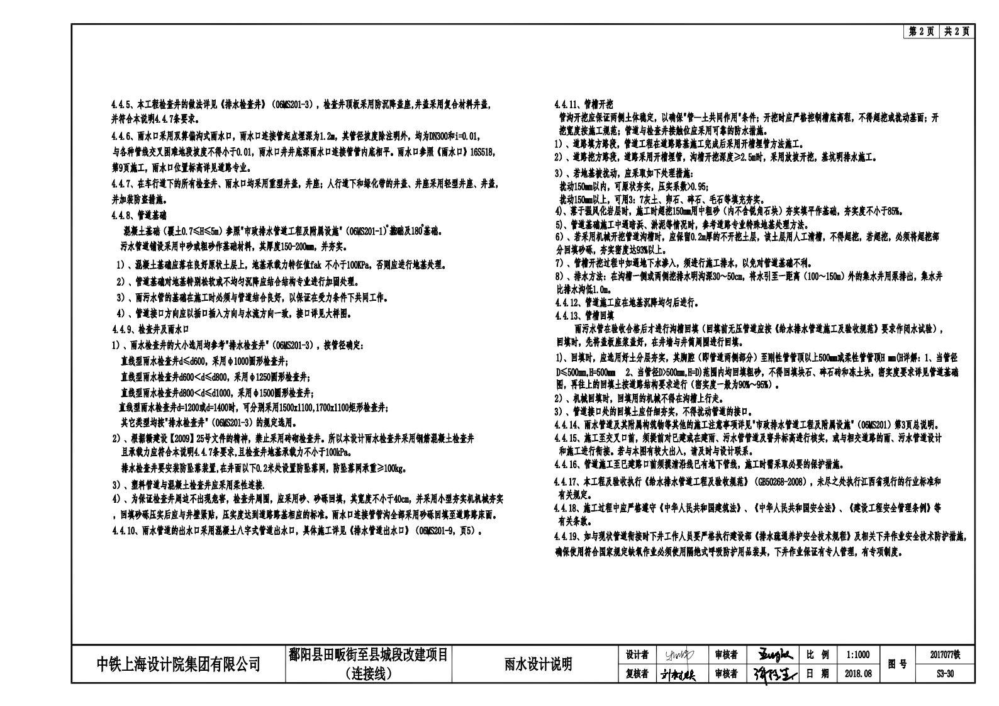 第 2 页 共 2 页
4.4.5、本工程检查井的做法详见《排水检查井》（06MS201-3），检查井顶板采用防沉降盖座,井盖采用复合材料井盖，
并符合本说明4.4.7条要求。
4.4.6、雨水口采用双箅偏沟式雨水口，雨水口连接管起点埋深为1.2m，其管径坡度除注明外，均为DN300和i=0.01，
与各种管线交叉困难地段坡度不得小于0.01，雨水口井井底深雨水口连接管管内底相平。雨水口参照《雨水口》16S518，
第9页施工，雨水口位置标高详见道路专业。
4.4.7、在车行道下的所有检查井、雨水口均采用重型井盖，井座；人行道下和绿化带的井盖、井座采用轻型井座、井盖，
并加装防盗措施。
4.4.8、管道基础
混凝土基础（覆土0.7≤H≤5m）参照"市政排水管道工程及附属设施"（06MS201-1）°基础及180°基础。
污水管道铺设采用中砂或粗砂作基础材料，其厚度150-200mm，并夯实。
1）、混凝土基础应落在良好原状土层上，地基承载力特征值fak 不小于100KPa，否则应进行地基处理。
2）、管道基础对地基特别松软或不均匀沉降应结合结构专业进行加固处理。
3）、雨污水管的基础在施工时必须与管道结合良好，以保证在受力条件下共同工作。
4）、管道接口方向应以插口插入方向与水流方向一致，接口详见大样图。
4.4.9、检查井及雨水口
1）、雨水检查井的大小选用均参考"排水检查井"（06MS201-3），按管径确定：
直线型雨水检查井d≤d600，采用φ1000圆形检查井；
直线型雨水检查井d600＜d≤d800，采用φ1250圆形检查井；
直线型雨水检查井d800＜d≤d1000，采用φ1500圆形检查井；
直线型雨水检查井d=1200或d=1400时，可分别采用1500x1100,1700x1100矩形检查井；
其它类型均按"排水检查井"（06MS201-3）的规定选用。
2）、根据赣建设【2009】25号文件的精神，禁止采用砖砌检查井。所以本设计雨水检查井采用钢筋混凝土检查井
且承载力应符合本说明4.4.7条要求,且检查井地基承载力不小于100kPa。
排水检查井要安装防坠落装置,在井面以下0.2米处设置防坠落网，防坠落网承重≥100kg。
3）、塑料管道与混凝土检查井应采用柔性连接.
4）、为保证检查井周边不出现危害，检查井周围，应采用砂、砂砾回填，其宽度不小于40cm，并采用小型夯实机机械夯实
，回填砂砾压实后应与井壁紧贴，压实度达到道路路基相应的标准。雨水口连接管管沟全部采用砂砾回填至道路路床面。
4.4.10、雨水管道的出水口采用混凝土八字式管道出水口，具体施工详见《排水管道出水口》（06MS201-9，页5）。
4.4.11、管槽开挖
管沟开挖应保证两侧土体稳定，以确保"管—土共同作用"条件；开挖时应严格控制槽底高程，不得超挖或扰动基面；开
挖宽度按施工规范；管道与检查井接触位应采用可靠的防水措施。
1）、道路填方路段，管道工程在道路路基施工完成后采用开槽埋管方法施工。
2）、道路挖方路段，道路采用开槽埋管，沟槽开挖深度≥2.5m时，采用放坡开挖，基坑明排水施工。
3）、若地基被扰动，应采取如下处理措施：
扰动150mm以内，可原状夯实，压实系数>0.95；
扰动150mm以上，可用3：7灰土、卵石、碎石、毛石等填充夯实。
4）、落于强风化岩层时，施工时超挖150mm用中粗砂（内不含锐角石块）夯实填平作基础，夯实度不小于85%。
5）、管道基础施工中遇暗浜、淤泥等情况时，参考道路专业特殊地基处理方法。
6）、若采用机械开挖管道沟槽时，应保留0.2m厚的不开挖土层，该土层用人工清槽，不得超挖，若超挖，必须将超挖部
分回填砂砾，夯实密度达93%以上。
7）、管槽开挖过程中如遇地下水渗入，须进行施工排水，以免对管道基础不利。
8）、排水方法：在沟槽一侧或两侧挖排水明沟深30～50cm，将水引至一距离（100～150m）外的集水井用泵排出，集水井
比排水沟低1.0m。
4.4.12、管道施工应在地基沉降均匀后进行。
4.4.13、管槽回填
雨污水管在验收合格后才进行沟槽回填（回填前无压管道应按《给水排水管道施工及验收规范》要求作闭水试验），
回填时，先将盖板座浆盖好，在井墙与井筒周围进行回填。
1)、回填时，应选用好土分层夯实，其胸腔（即管道两侧部分）至刚性管管顶以上500mm或柔性管管顶H mm(H详解：1、当管径
D≤500mm,H=500mm 2、当管径D>500mm,H=D)范围内均回填粗砂，不得回填块石、碎石砖和冻土块，密实度要求详见管道基础
图，再往上的回填土按道路结构要求进行（密实度一般为90%～95%）。
2）、机械回填时，回填用的机械不得在沟槽上行走。
3）、管道接口处的回填土应仔细夯实，不得扰动管道的接口。
4.4.14、雨水管道及其附属构筑物等其他的施工注意事项详见"市政排水管道工程及附属设施"（06MS201）第3页总说明。
4.4.15、施工至交叉口前，须提前对已建或在建雨、污水管管道及窨井标高进行核实，或与相交道路的雨、污水管道设计
和施工进行衔接。若与本图有较大出入，请及时与设计联系。
4.4.16、管道施工至已建路口前须摸清沿线已有地下管线，施工时需采取必要的保护措施。
4.4.17、本工程及验收执行《给水排水管道工程及验收规范》（GB50268-2008），未尽之处执行江西省现行的行业标准和
有关规定。
4.4.18、施工过程中应严格遵守《中华人民共和国建筑法》、《中华人民共和国安全法》、《建设工程安全管理条例》等
有关条款。
4.4.19、如与现状管道衔接时下井工作人员要严格执行建设部《排水疏通养护安全技术规程》及相关下井作业安全技术防护措施，
确保使用符合国家规定缺氧作业必须使用隔绝式呼吸防护用品装具，下井作业保证有专人管理，有专项制度。
中铁上海设计院集团有限公司
鄱阳县田畈街至县城段改建项目
（连接线）
雨水设计说明
设计者 审核者 比 例 1:1000 图 号 2017077铁
复核者 审核者 日 期 2018.08 S3-30